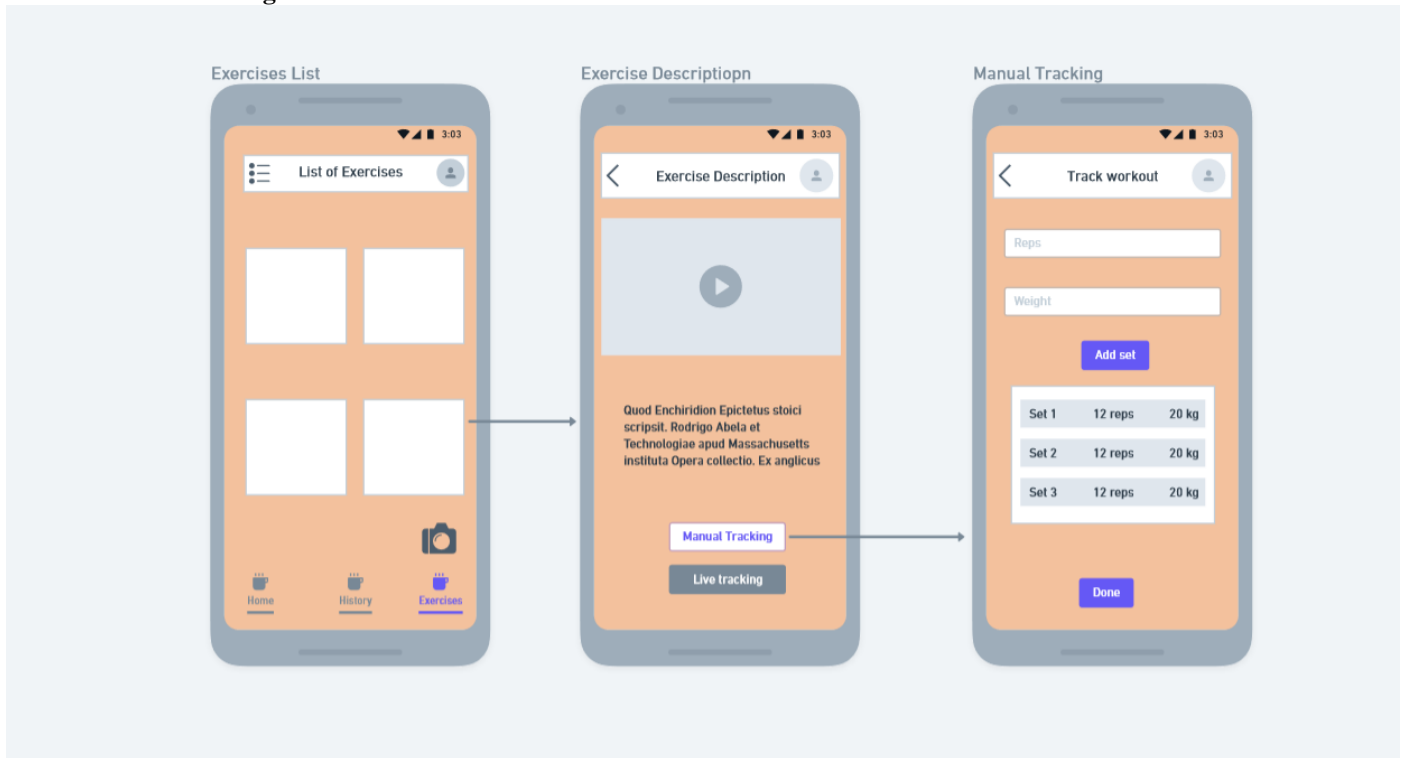 Exercises List
3:03
List of Exercises
Home
History
Exercises
Exercise Descriptiopn
3:03
Exercise Description
Quod Enchiridion Epictetus stoici
scripsit. Rodrigo Abela et
Technologiae apud Massachusetts
instituta Opera collectio. Ex anglicus
Manual Tracking
Live tracking
Manual Tracking
3:03
Track workout
Reps
Weight
Add set
Set 1 12 reps 20 kg
Set 2 12 reps 20 kg
Set 3 12 reps 20 kg
Done